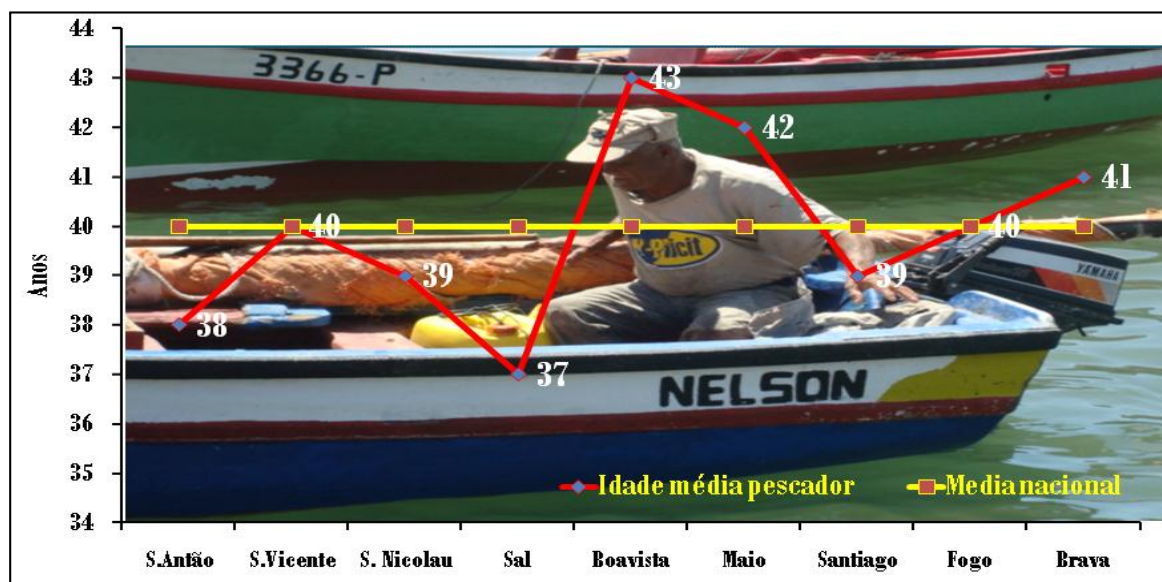 44
43
42
41
40
39
38
37
36
35
34
Anos
3366-P
43
42
41
40
40
39
39
38
37
YAMAHA
NELSON
Idade média pescador
Media nacional
S.Antão S.Vicente S. Nicolau Sal Boavista Maio Santiago Fogo Brava